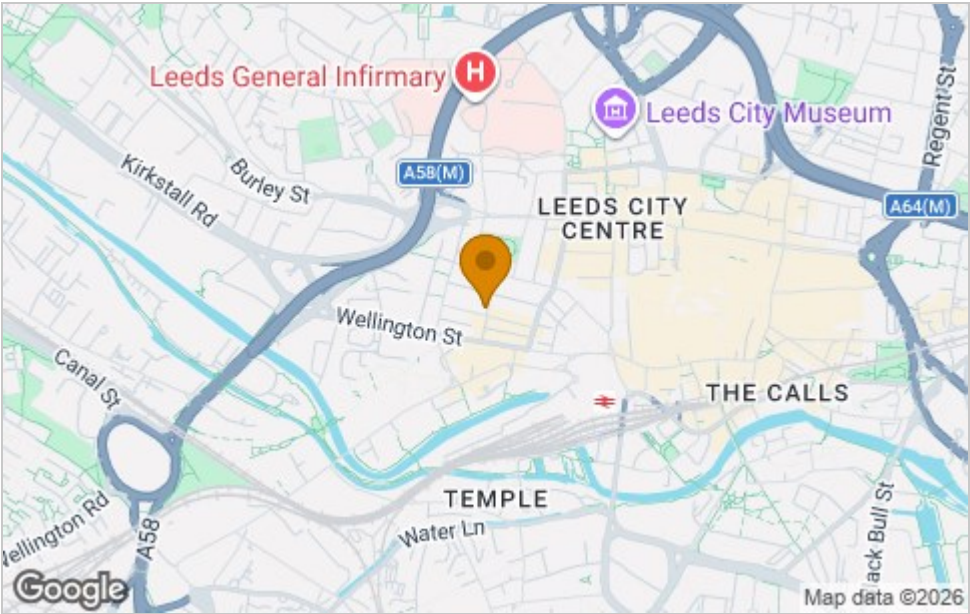 Leeds General Infirmary
H
Leeds City Museum
Regent St
Kirkstall Rd
Burley St
A58(M)
A64(M)
LEEDS CITY
CENTRE
Wellington St
Canal St
THE CALLS
TEMPLE
Water Ln
Wellington Rd
A58
Black Bull St
Google
Map data ©2026